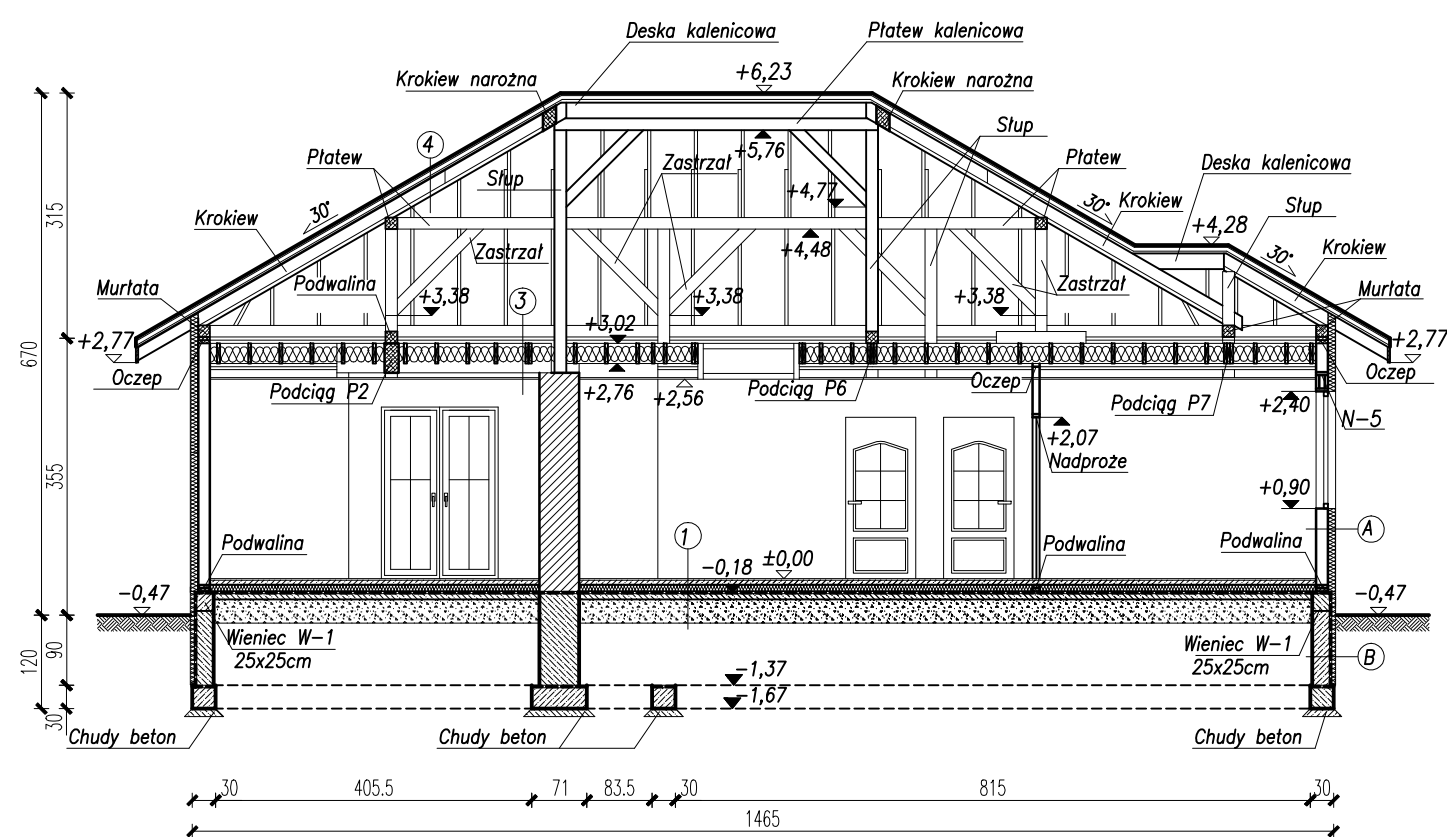 Deska kalenicowa
Płatew kalenicowa
Krokiew narożna
+6,23
Krokiew narożna
4
+5,76
Słup
Płatew
Słup
Zastrzał
Płatew
Deska kalenicowa
+4,77
315
30°
Krokiew
30°
Krokiew
Słup
+4,48
+4,28
Zastrzał
30°
Krokiew
Murłata
Podwalina
+3,38
3
+3,38
+3,38
Zastrzał
Murłata
+2,77
+3,02
+2,77
670
Oczep
Podciąg P2
+2,76
+2,56
Podciąg P6
Oczep
Podciąg P7
Oczep
+2,40
N-5
+2,07
Nadproże
355
+0,90
1
A
Podwalina
-0,18
±0,00
Podwalina
Podwalina
-0,47
-0,47
Wieniec W-1
25x25cm
Wieniec W-1
25x25cm
B
120
90
-1,37
-1,67
30
Chudy beton
Chudy beton
Chudy beton
30
405.5
71
83.5
30
815
30
1465